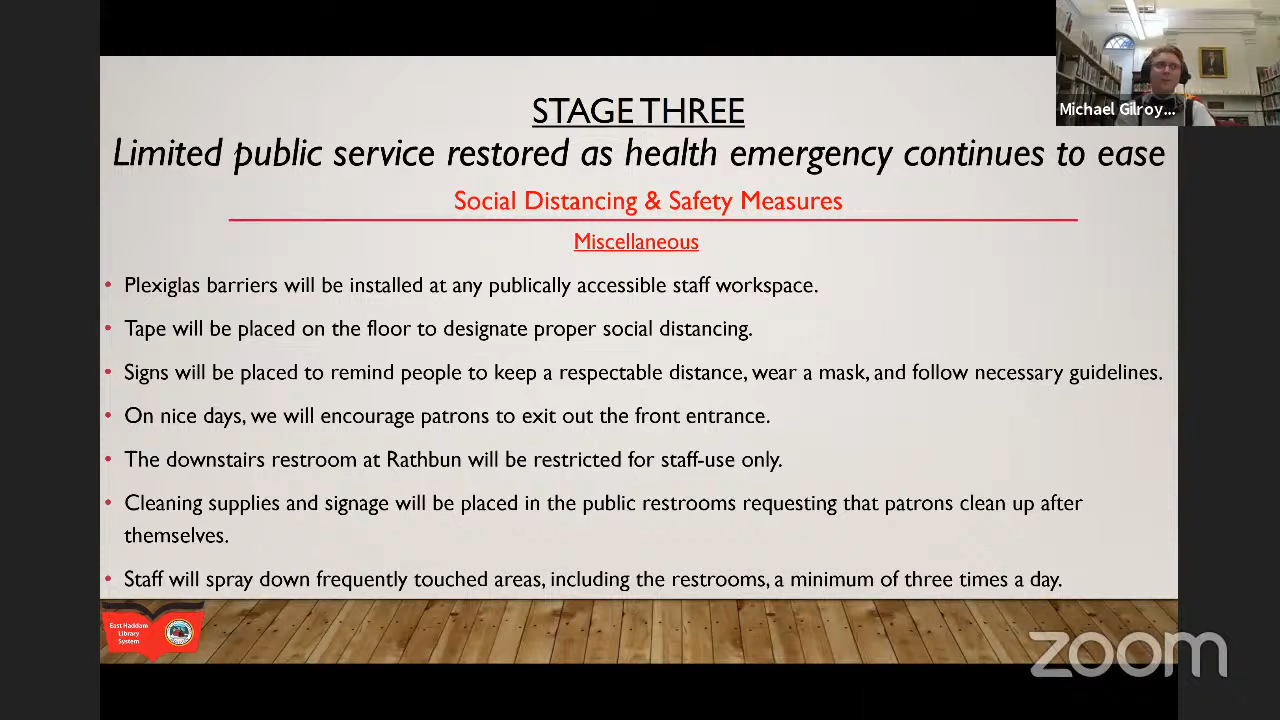 STAGE THREE
Limited public service restored as health emergency continues to ease
Social Distancing & Safety Measures
Miscellaneous
• Plexiglas barriers will be installed at any publically accessible staff workspace.
• Tape will be placed on the floor to designate proper social distancing.
• Signs will be placed to remind people to keep a respectable distance, wear a mask, and follow necessary guidelines.
• On nice days, we will encourage patrons to exit out the front entrance.
• The downstairs restroom at Rathbun will be restricted for staff-use only.
• Cleaning supplies and signage will be placed in the public restrooms requesting that patrons clean up after
themselves.
• Staff will spray down frequently touched areas, including the restrooms, a minimum of three times a day.
Michael Gilroy...
East Haddam
Library
System
zoom